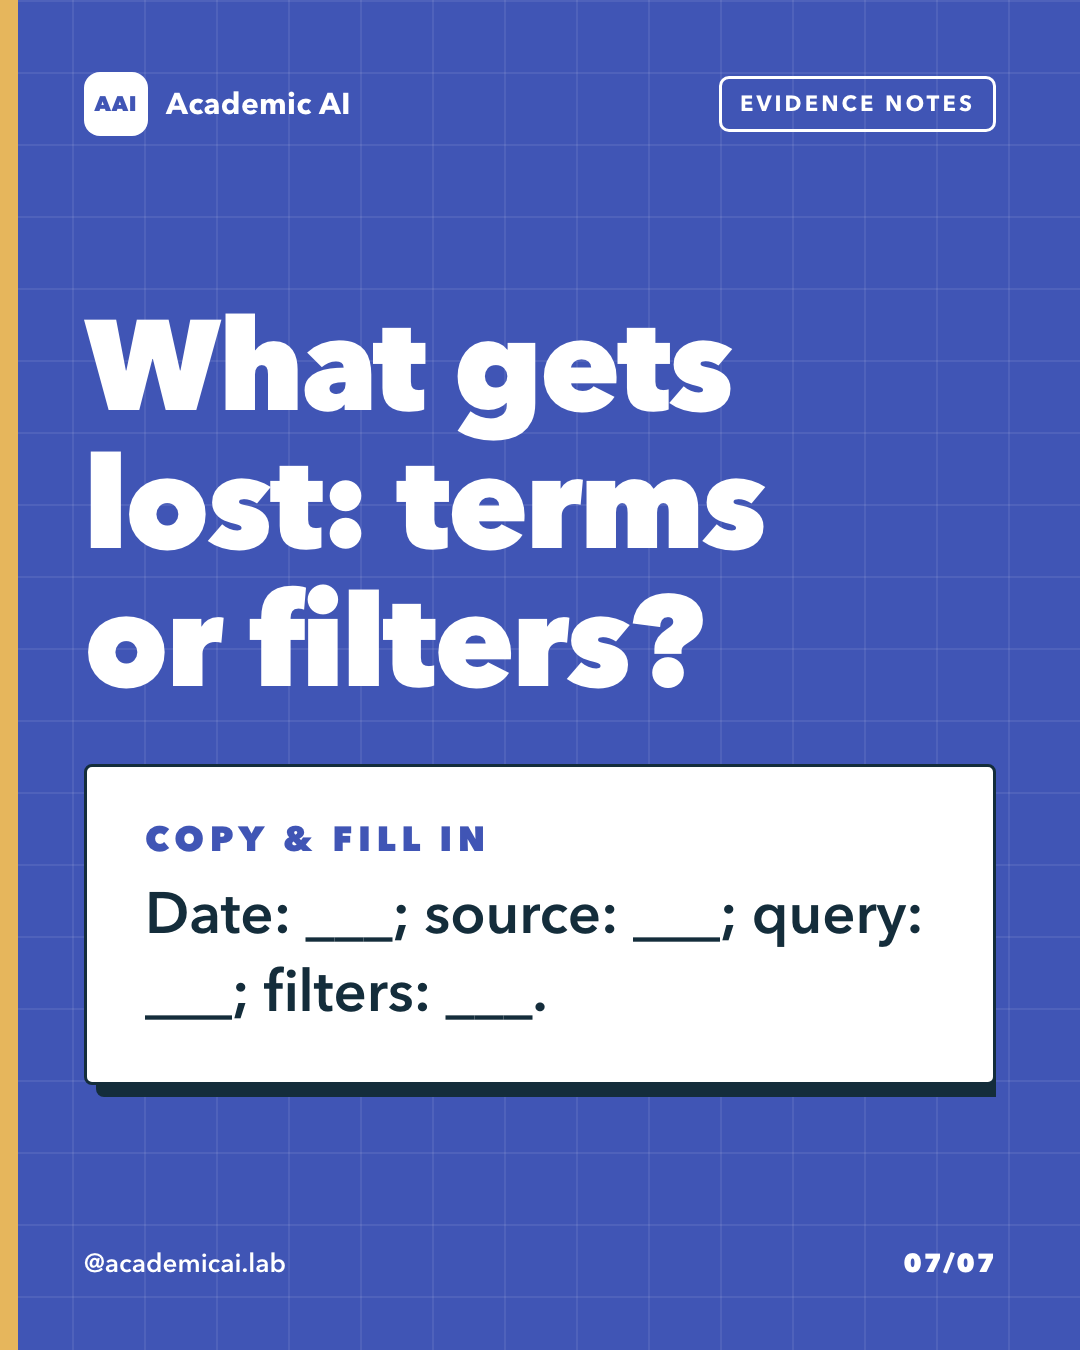 AAI Academic AI
EVIDENCE NOTES
What gets
lost: terms
or filters?
COPY & FILL IN
Date: ___; source: ___; query:
___; filters: ___.
@academicai.lab
07/07